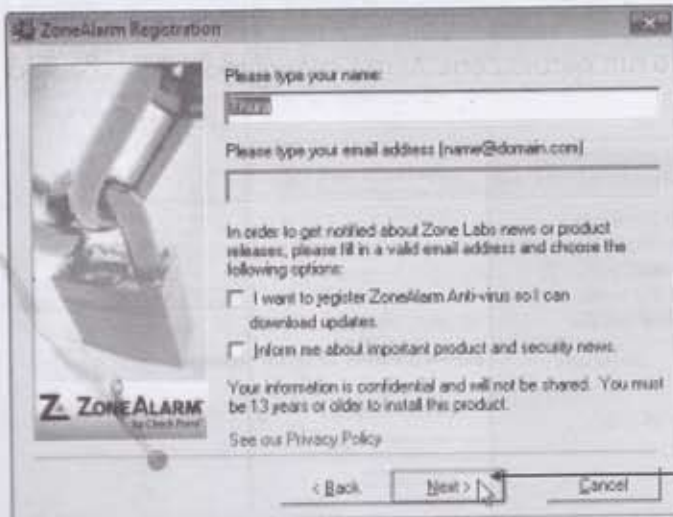 ZoneAlarm Registration
Please type your name:
Please type your email address [name@domain.com]
In order to get notified about Zone Labs news or product
releases, please fill in a valid email address and choose the
following options:
I want to register ZoneAlarm Anti-virus so I can
download updates.
Inform me about important product and security news.
Your information is confidential and will not be shared. You must
be 13 years or older to install this product.
See our Privacy Policy
Z ZONEALARM
by Check Point
< Back
Next >
Cancel